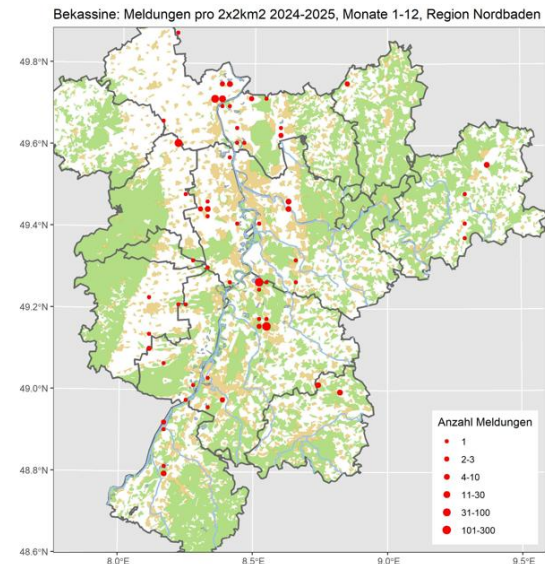 Bekassine: Meldungen pro 2x2km2 2024-2025, Monate 1-12, Region Nordbaden
49.8°N
49.6°N
49.4°N
49.2°N
49.0°N
48.8°N
48.6°N
8.0°E
8.5°E
9.0°E
9.5°E
Anzahl Meldungen
1
2-3
4-10
11-30
31-100
101-300